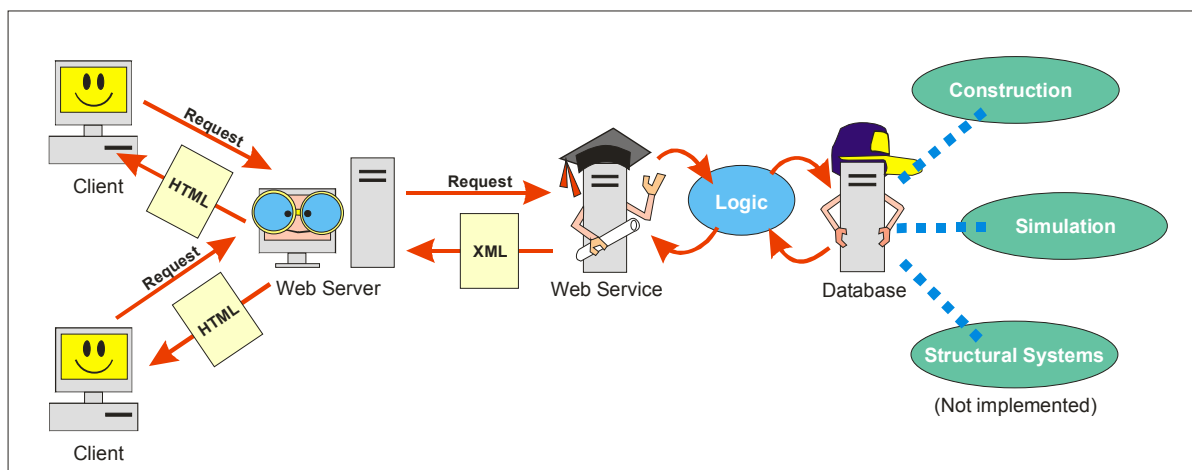 Client
Request
HTML
Request
HTML
Client
Web Server
Request
XML
Web Service
Logic
Database
Construction
Simulation
Structural Systems
(Not implemented)